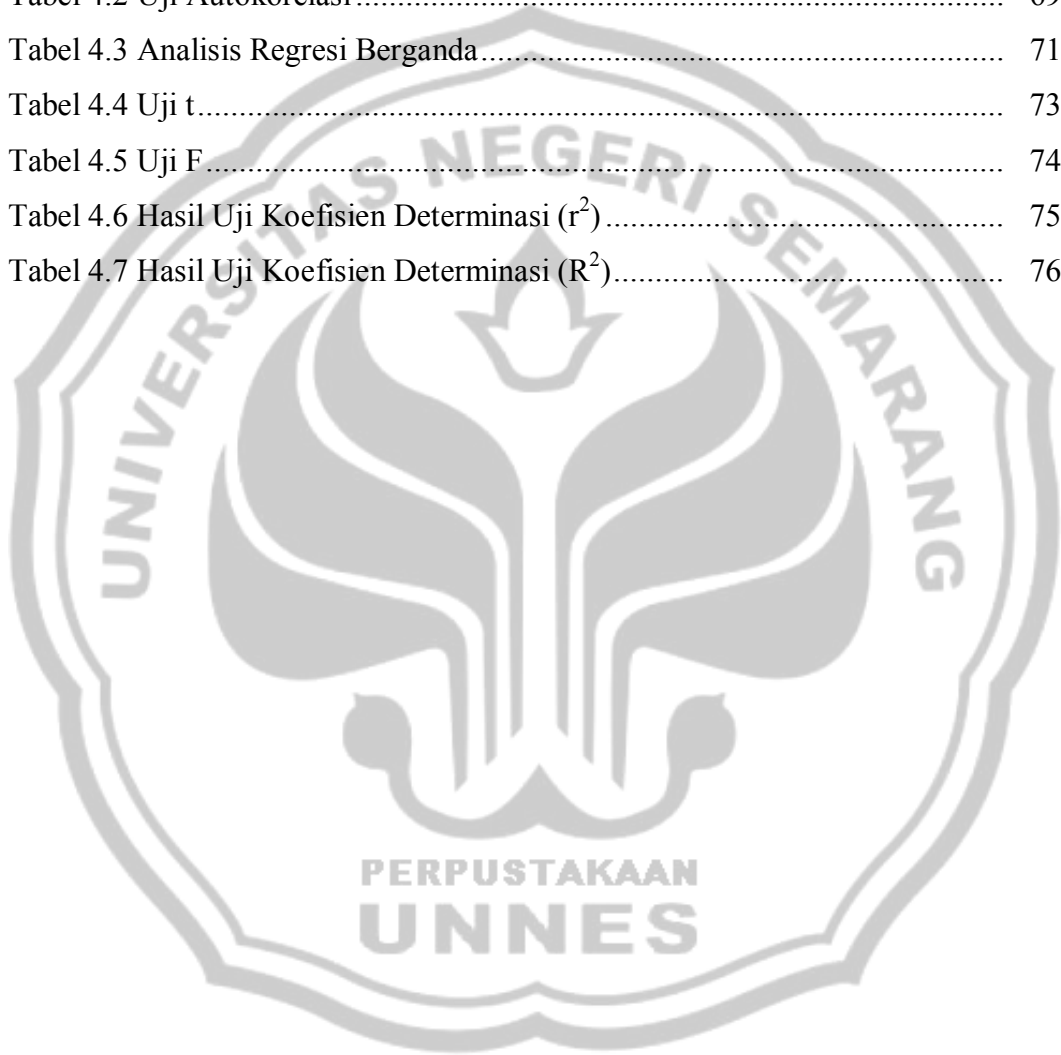 Tabel 4.2 Uji Autokorelasi........................................................................ 69
Tabel 4.3 Analisis Regresi Berganda........................................................ 71
Tabel 4.4 Uji t............................................................................................ 73
Tabel 4.5 Uji F........................................................................................... 74
Tabel 4.6 Hasil Uji Koefisien Determinasi (r²)......................................... 75
Tabel 4.7 Hasil Uji Koefisien Determinasi (R²)........................................ 76
UNIVERSITAS NEGERI SEMARANG
PERPUSTAKAAN
UNNES